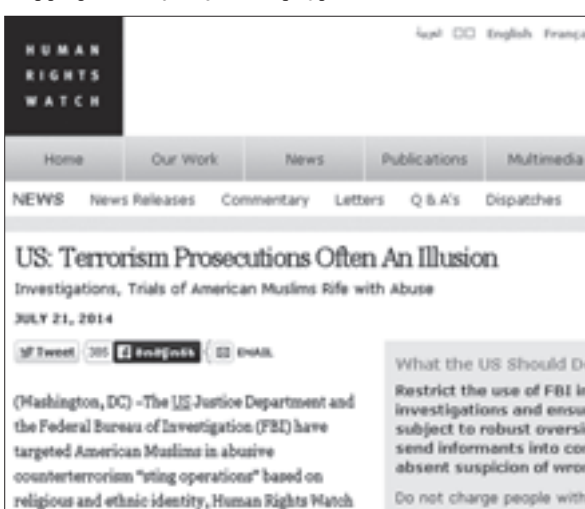 HUMAN
RIGHTS
WATCH
English França
Home Our Work News Publications Multimedia
NEWS News Releases Commentary Letters Q & A's Dispatches
US: Terrorism Prosecutions Often An Illusion
Investigations, Trials of American Muslims Rife with Abuse
JULY 21, 2014
Tweet 385 EMAIL
(Washington, DC) –The US Justice Department and
the Federal Bureau of Investigation (FBI) have
targeted American Muslims in abusive
counterterrorism "sting operations" based on
religious and ethnic identity, Human Rights Watch
What the US Should D
Restrict the use of FBI in
investigations and ensu
subject to robust oversi
send informants into co
absent suspicion of wro
Do not charge people with